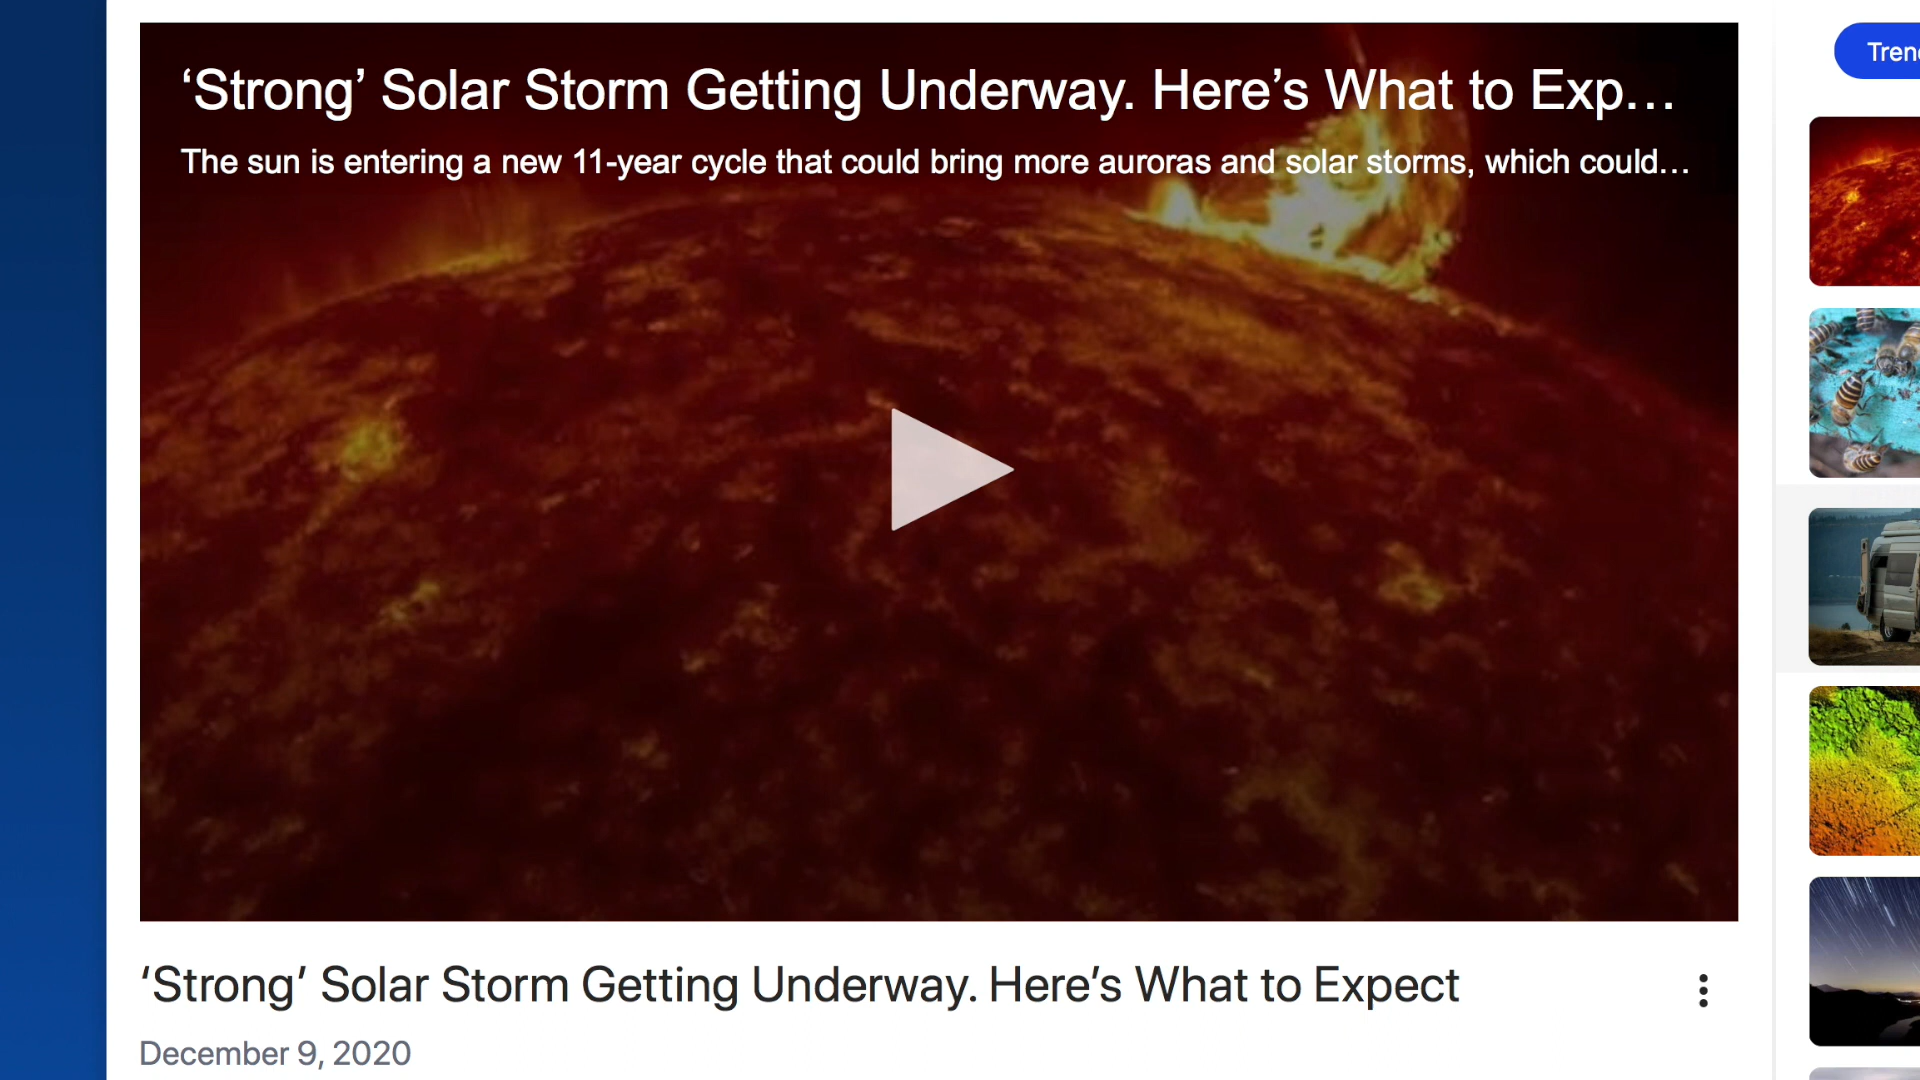 ‘Strong’ Solar Storm Getting Underway. Here’s What to Exp…
The sun is entering a new 11-year cycle that could bring more auroras and solar storms, which could…
‘Strong’ Solar Storm Getting Underway. Here’s What to Expect
December 9, 2020